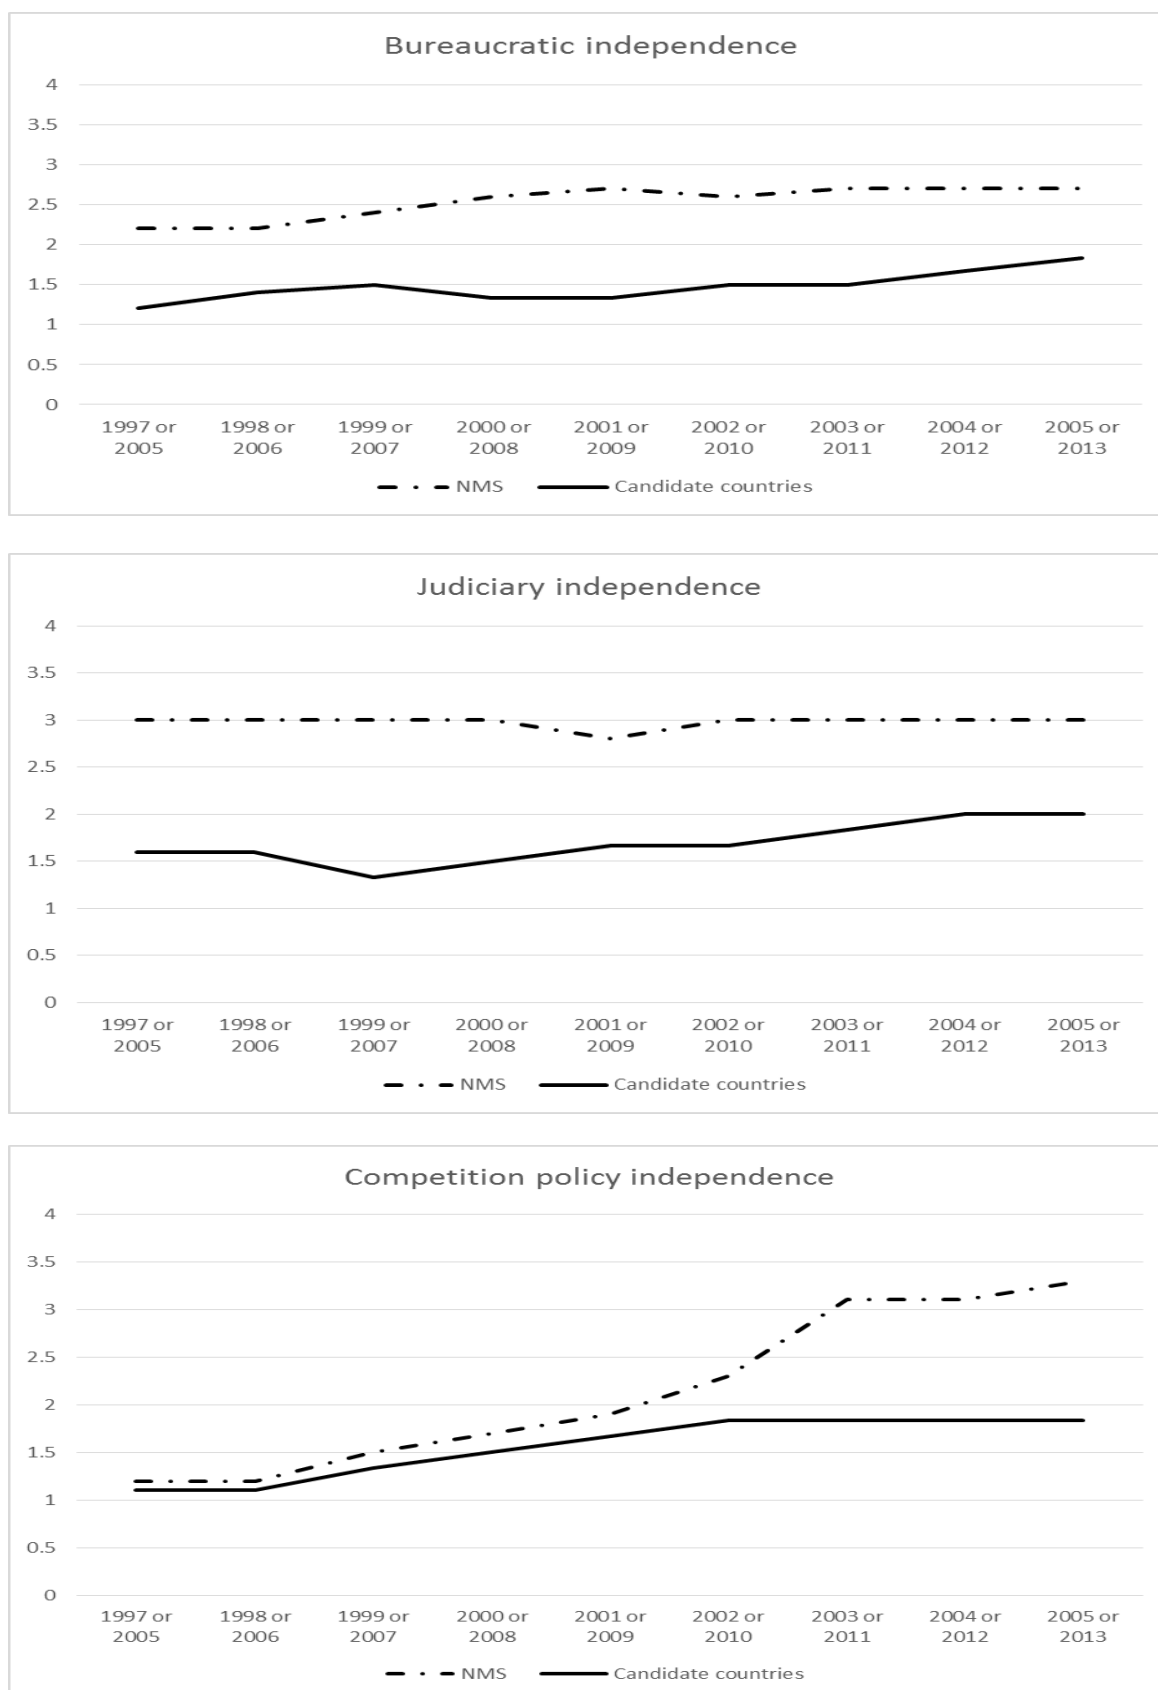 Bureaucratic independence
4
3.5
3
2.5
2
1.5
1
0.5
0
1997 or 1998 or 1999 or 2000 or 2001 or 2002 or 2003 or 2004 or 2005 or
2005 2006 2007 2008 2009 2010 2011 2012 2013
NMS Candidate countries
Judiciary independence
4
3.5
3
2.5
2
1.5
1
0.5
0
1997 or 1998 or 1999 or 2000 or 2001 or 2002 or 2003 or 2004 or 2005 or
2005 2006 2007 2008 2009 2010 2011 2012 2013
NMS Candidate countries
Competition policy independence
4
3.5
3
2.5
2
1.5
1
0.5
0
1997 or 1998 or 1999 or 2000 or 2001 or 2002 or 2003 or 2004 or 2005 or
2005 2006 2007 2008 2009 2010 2011 2012 2013
NMS Candidate countries